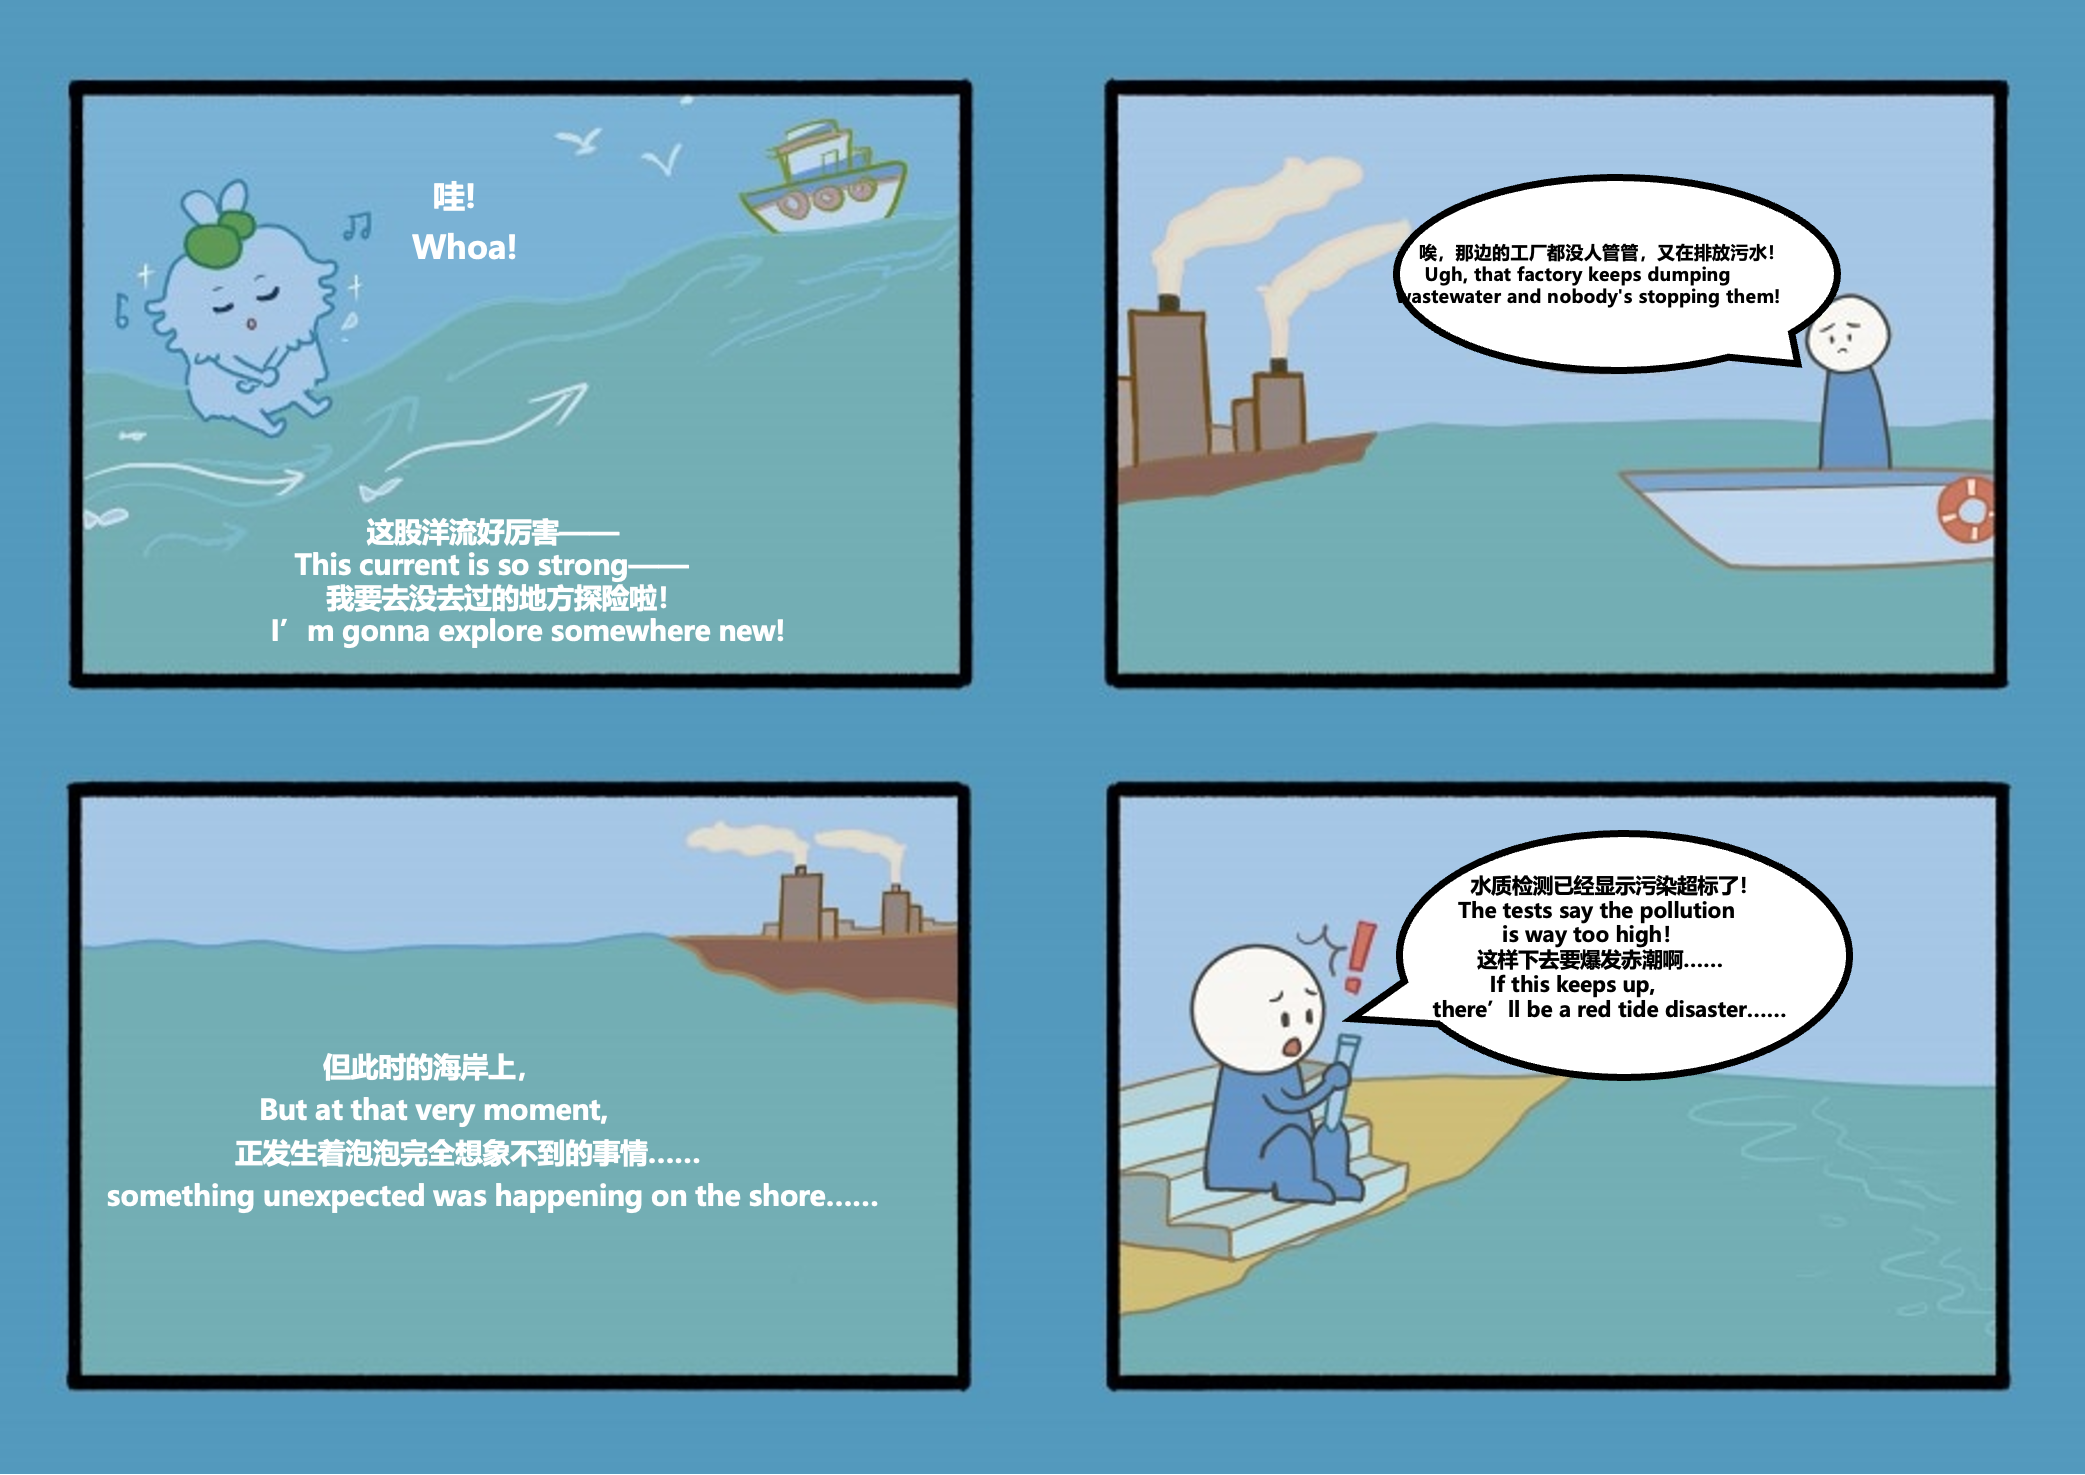 哇!
Whoa!
这股洋流好厉害——
This current is so strong——
我要去没去过的地方探险啦！
I’m gonna explore somewhere new!
但此时的海岸上，
But at that very moment,
正发生着泡泡完全想象不到的事情……
something unexpected was happening on the shore……
唉，那边的工厂都没人管管，又在排放污水！
Ugh, that factory keeps dumping
wastewater and nobody's stopping them!
水质检测已经显示污染超标了！
The tests say the pollution
is way too high！
这样下去要爆发赤潮啊……
If this keeps up,
there’ll be a red tide disaster……